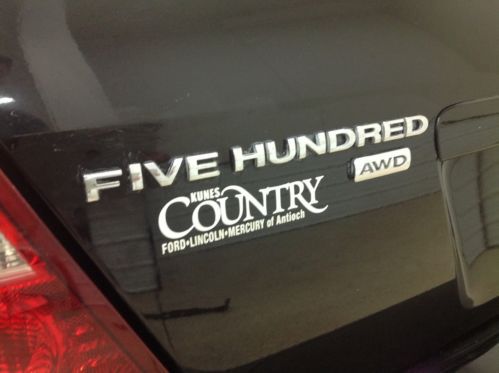 FIVE HUNDRED
AWD
KUNES
COUNTRY
FORD•LINCOLN•MERCURY of Antioch